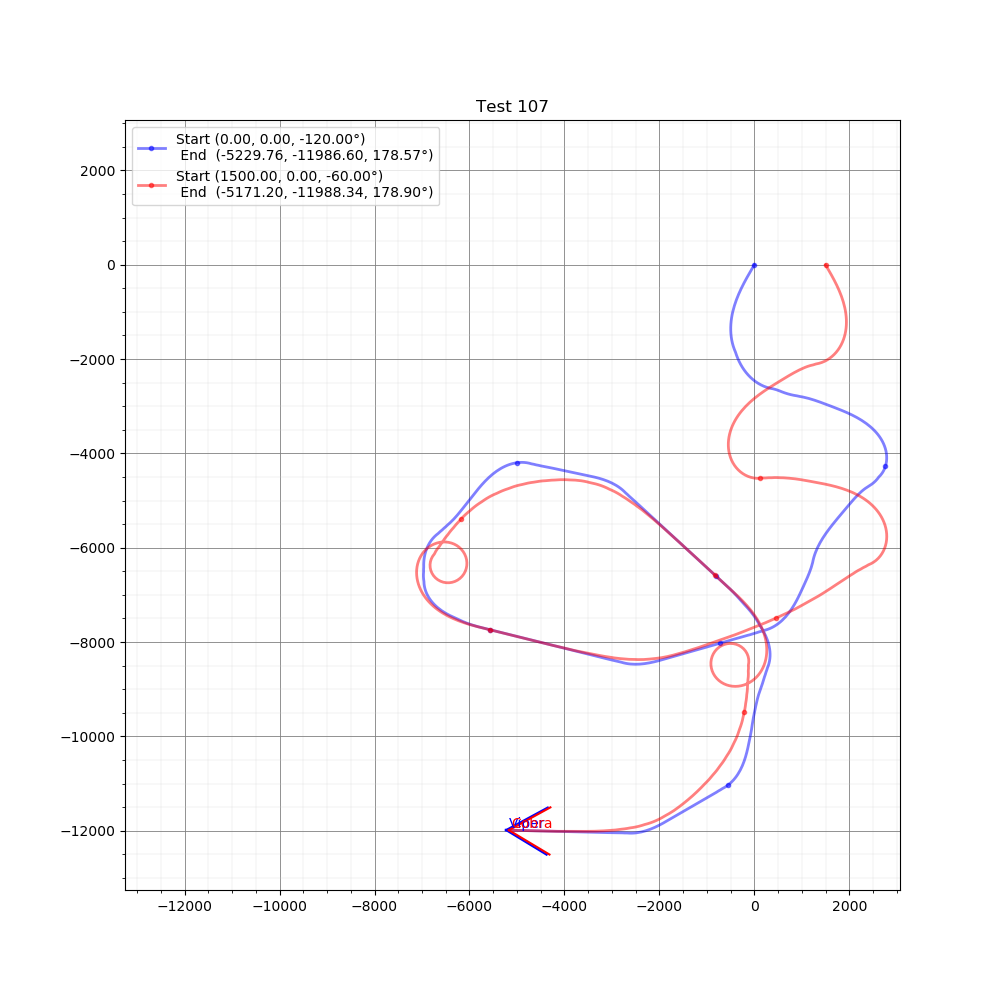 Test 107
Start (0.00, 0.00, -120.00°)
End (-5229.76, -11986.60, 178.57°)
Start (1500.00, 0.00, -60.00°)
End (-5171.20, -11988.34, 178.90°)
2000
0
−2000
−4000
−6000
−8000
−10000
−12000
−12000 −10000 −8000 −6000 −4000 −2000 0 2000